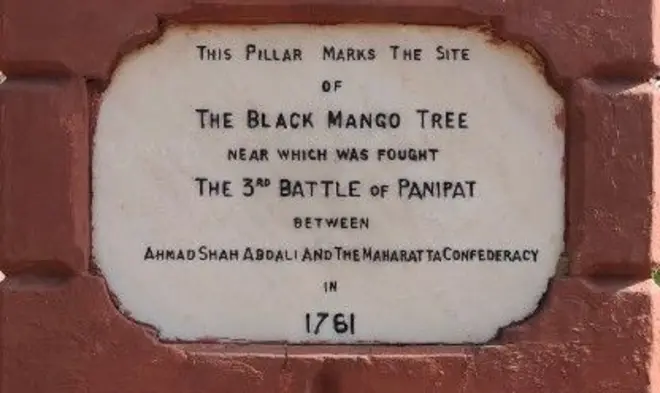 THIS PILLAR MARKS THE SITE
OF
THE BLACK MANGO TREE
NEAR WHICH WAS FOUGHT
THE 3RD BATTLE OF PANIPAT
BETWEEN
AHMAD SHAH ABDALI AND THE MAHARATTA CONFEDERACY
IN
1761